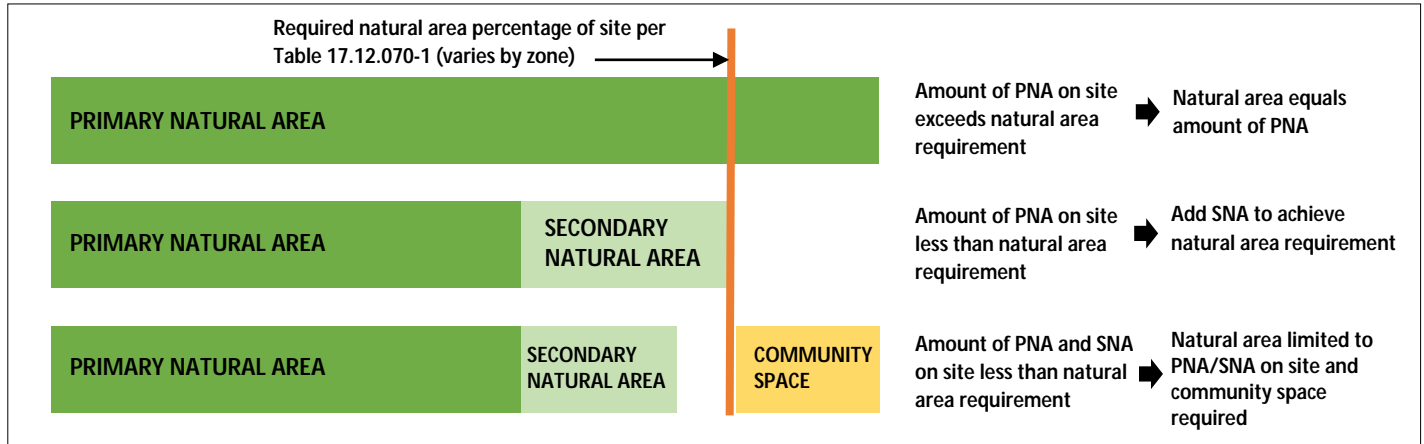 Required natural area percentage of site per
Table 17.12.070-1 (varies by zone)
PRIMARY NATURAL AREA
Amount of PNA on site
exceeds natural area
requirement
Natural area equals
amount of PNA
PRIMARY NATURAL AREA
SECONDARY
NATURAL AREA
Amount of PNA on site
less than natural area
requirement
Add SNA to achieve
natural area requirement
PRIMARY NATURAL AREA
SECONDARY
NATURAL AREA
COMMUNITY
SPACE
Amount of PNA and SNA
on site less than natural
area requirement
Natural area limited to
PNA/SNA on site and
community space
required